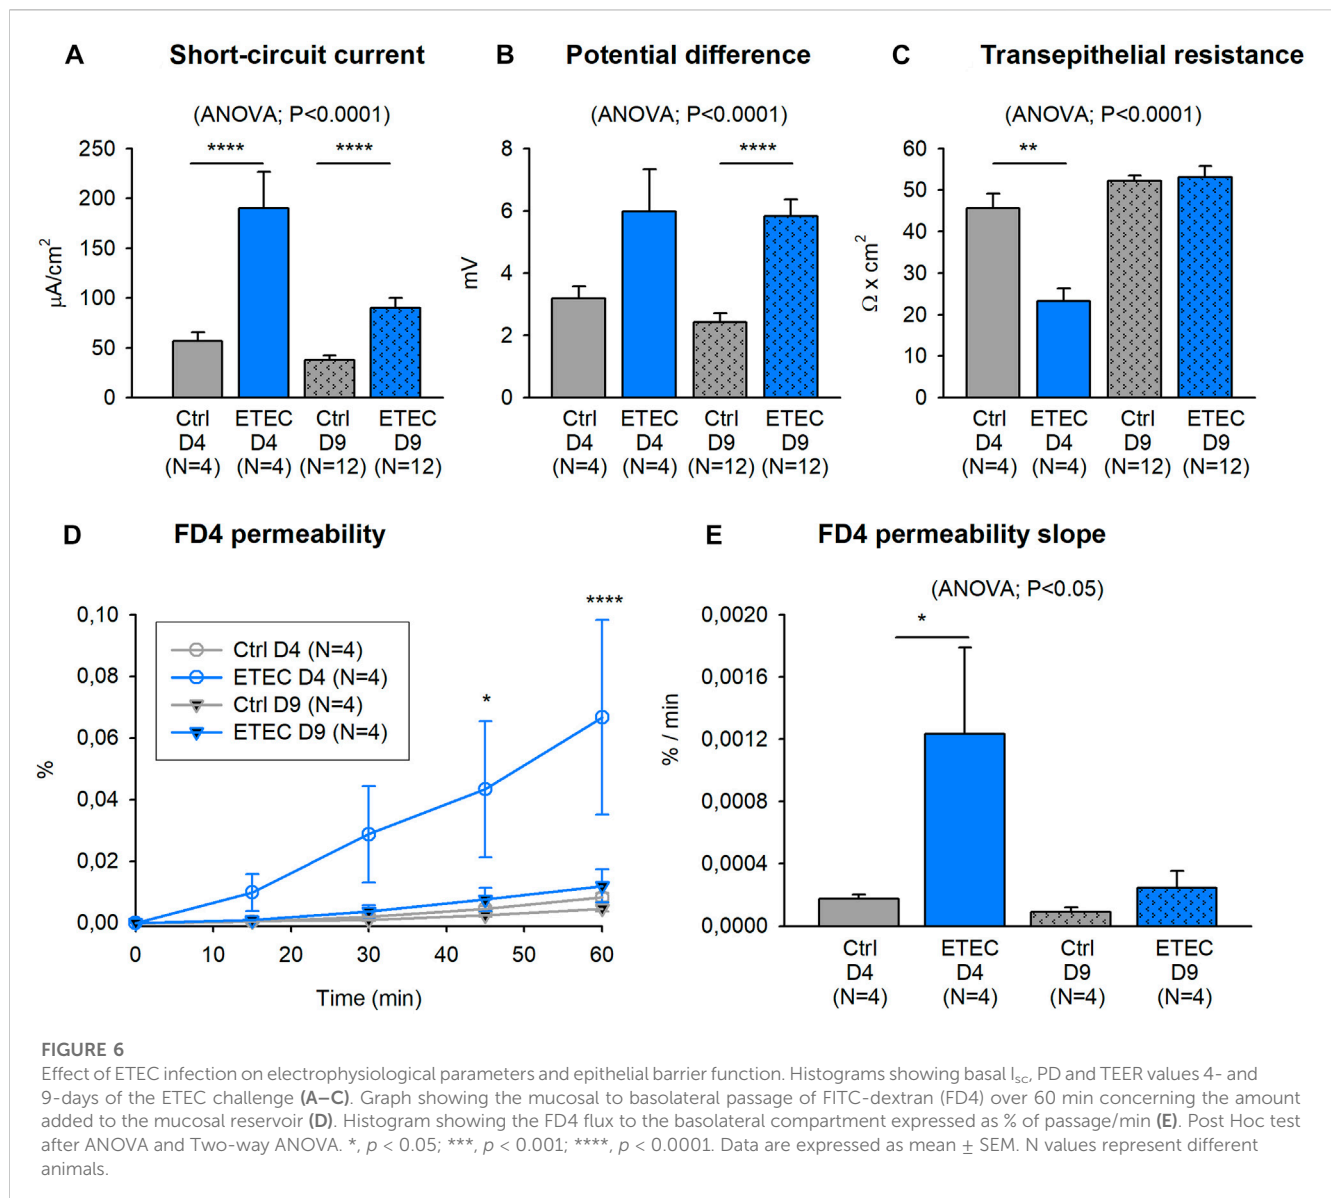 A Short-circuit current
(ANOVA; P<0.0001)
**** ****
250
200
150
100
50
0
µA/cm²
Ctrl ETEC Ctrl ETEC
D4 D4 D9 D9
(N=4) (N=4) (N=12) (N=12)
B Potential difference
(ANOVA; P<0.0001)
****
8
6
4
2
0
mV
Ctrl ETEC Ctrl ETEC
D4 D4 D9 D9
(N=4) (N=4) (N=12) (N=12)
C Transepithelial resistance
(ANOVA; P<0.0001)
**
60
50
40
30
20
10
0
Ω x cm²
Ctrl ETEC Ctrl ETEC
D4 D4 D9 D9
(N=4) (N=4) (N=12) (N=12)
D FD4 permeability
****
*
0,10
0,08
0,06
0,04
0,02
0,00
%
Ctrl D4 (N=4)
ETEC D4 (N=4)
Ctrl D9 (N=4)
ETEC D9 (N=4)
0 10 20 30 40 50 60
Time (min)
E FD4 permeability slope
(ANOVA; P<0.05)
*
0,0020
0,0016
0,0012
0,0008
0,0004
0,0000
% / min
Ctrl ETEC Ctrl ETEC
D4 D4 D9 D9
(N=4) (N=4) (N=4) (N=4)
FIGURE 6
Effect of ETEC infection on electrophysiological parameters and epithelial barrier function. Histograms showing basal Isc, PD and TEER values 4- and
9-days of the ETEC challenge (A–C). Graph showing the mucosal to basolateral passage of FITC-dextran (FD4) over 60 min concerning the amount
added to the mucosal reservoir (D). Histogram showing the FD4 flux to the basolateral compartment expressed as % of passage/min (E). Post Hoc test
after ANOVA and Two-way ANOVA. *, p < 0.05; ***, p < 0.001; ****, p < 0.0001. Data are expressed as mean ± SEM. N values represent different
animals.